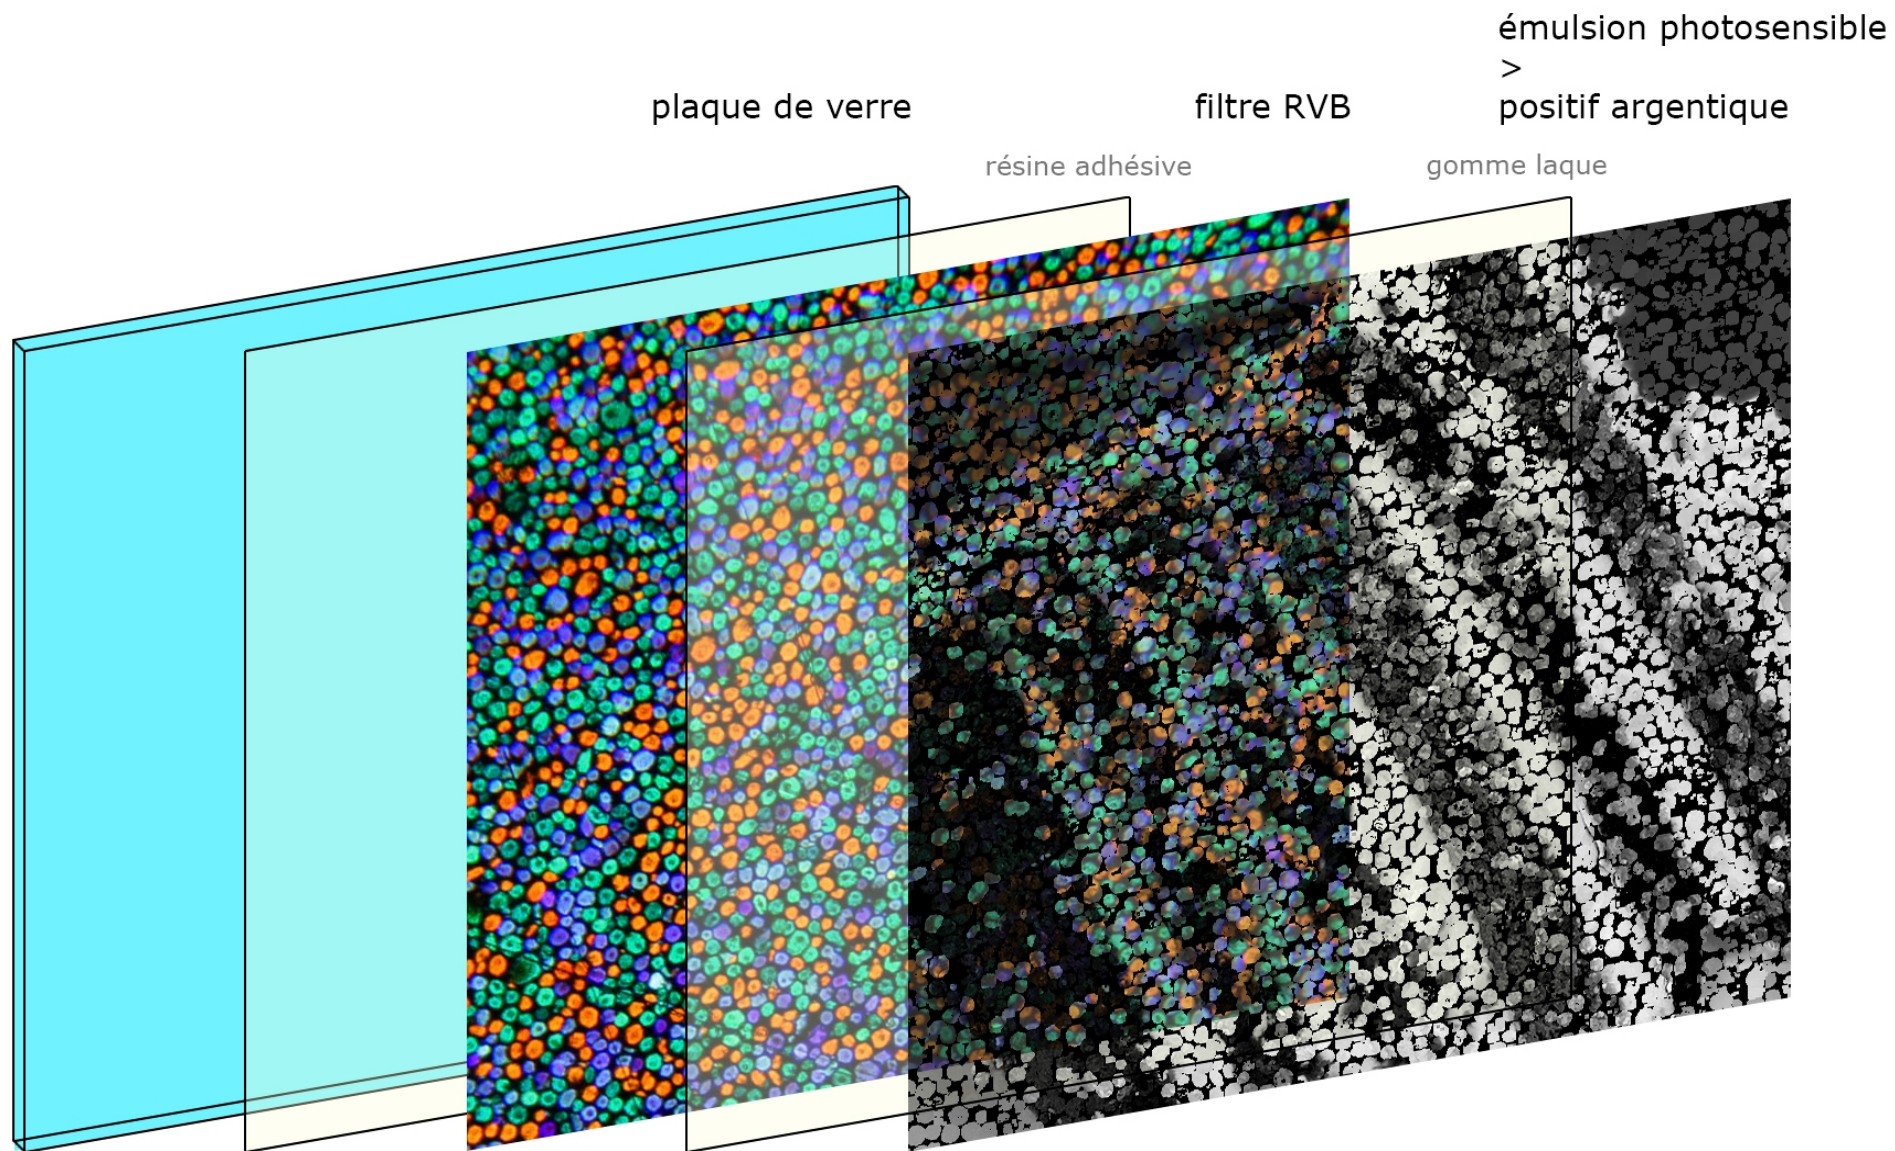 émulsion photosensible
>
plaque de verre
filtre RVB
positif argentique
résine adhésive
gomme laque